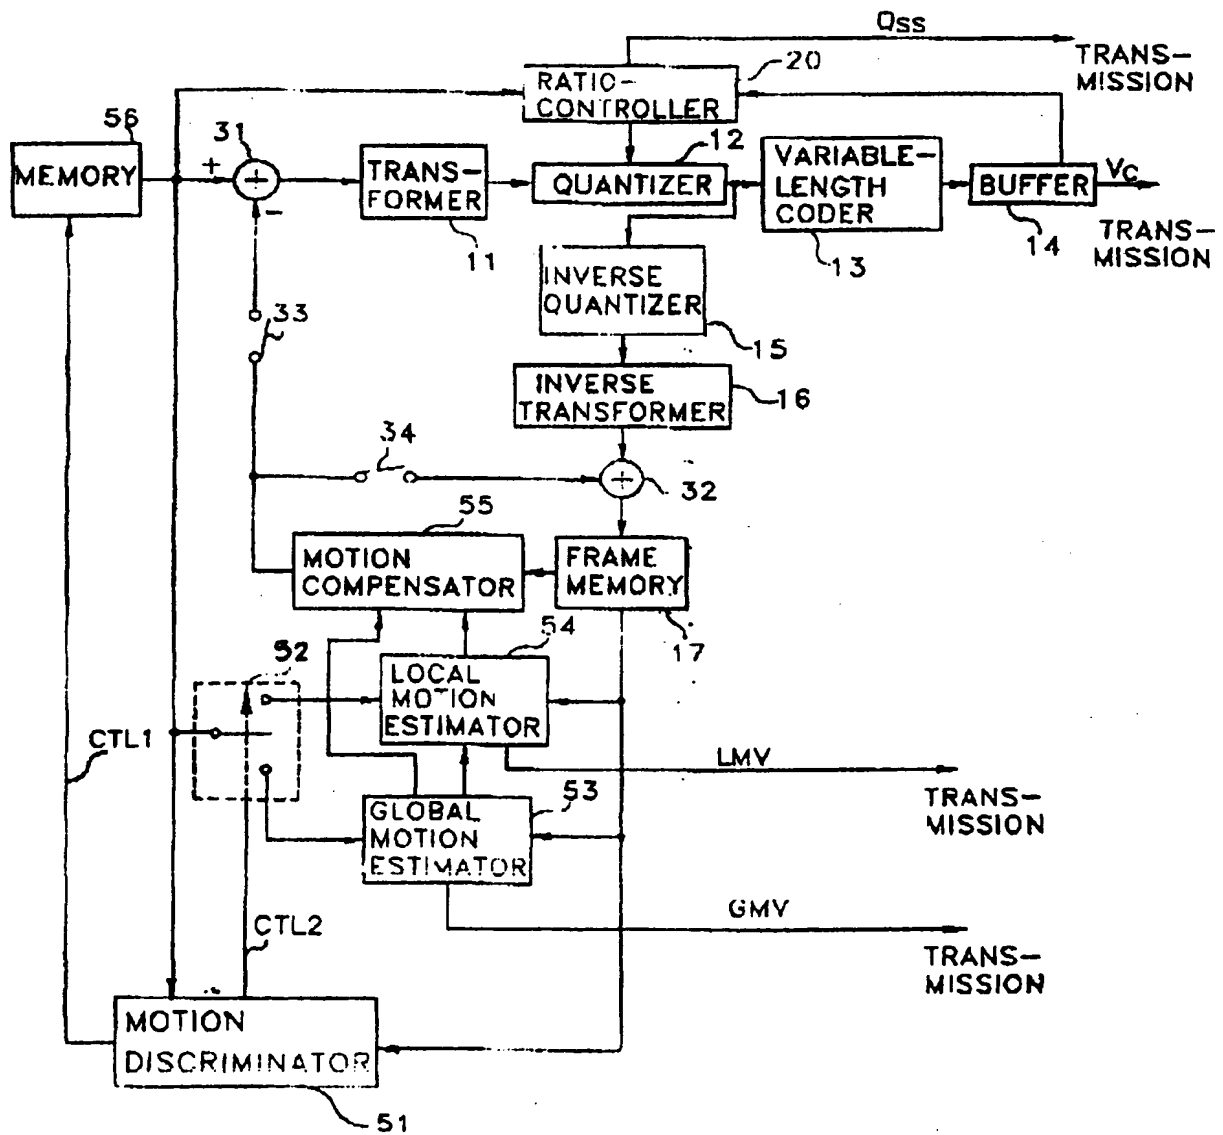 QSS
TRANS-
MISSION
20
RATIO-
CONTROLLER
56
31
12
MEMORY
+
+
-
TRANS-
FORMER
11
QUANTIZER
VARIABLE-
LENGTH
CODER
13
BUFFER
14
VC
TRANS-
MISSION
INVERSE
QUANTIZER
15
33
INVERSE
TRANSFORMER
16
34
+
32
55
MOTION
COMPENSATOR
FRAME
MEMORY
17
54
52
LOCAL
MOTION
ESTIMATOR
CTL1
LMV
TRANS-
MISSION
53
GLOBAL
MOTION
ESTIMATOR
CTL2
GMV
TRANS-
MISSION
MOTION
DISCRIMINATOR
51